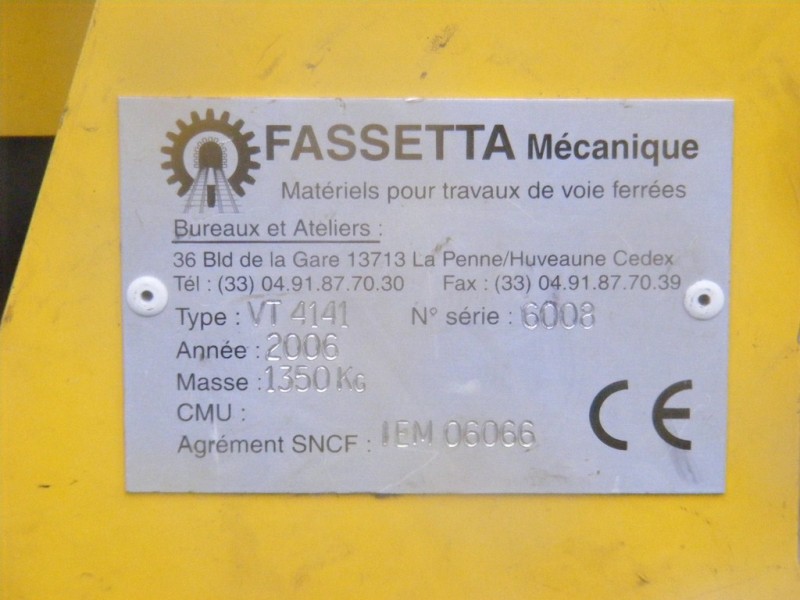 FASSETTA Mécanique
Matériels pour travaux de voie ferrées
Bureaux et Ateliers :
36 Bld de la Gare 13713 La Penne/Huveaune Cedex
Tél : (33) 04.91.87.70.30 Fax : (33) 04.91.87.70.39
Type : VT 4141 N° série : 6008
Année : 2006
Masse : 1350 KG
CMU :
Agrément SNCF : IEM 06066
CE